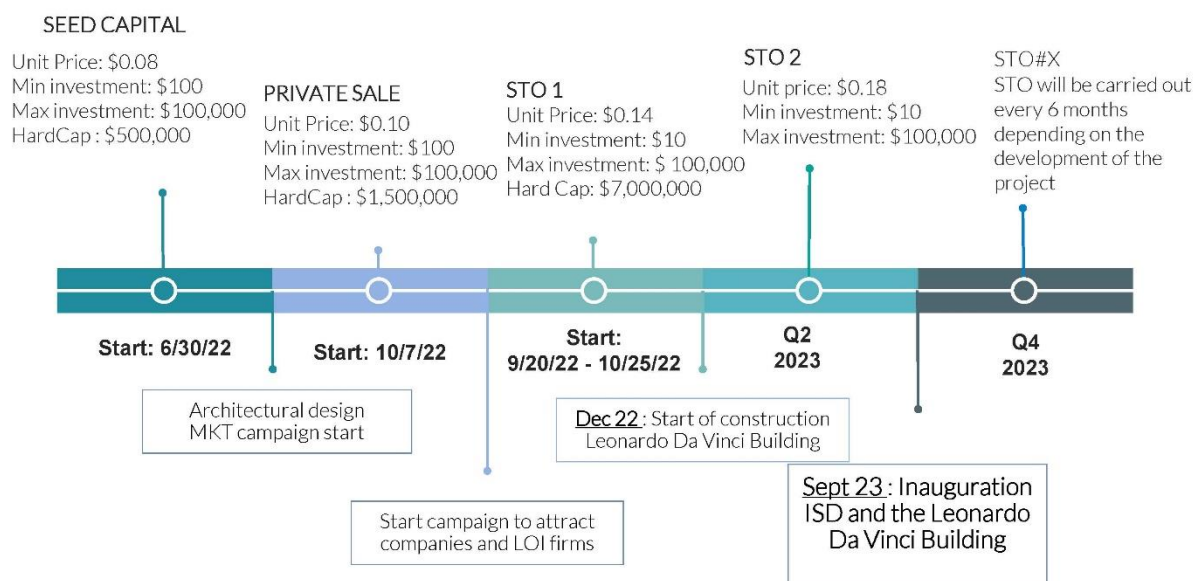 SEED CAPITAL
Unit Price: $0.08
Min investment: $100
Max investment: $100,000
HardCap : $500,000
PRIVATE SALE
Unit Price: $0.10
Min investment: $100
Max investment: $100,000
HardCap : $1,500,000
STO 1
Unit Price: $0.14
Min investment: $10
Max investment: $ 100,000
Hard Cap: $7,000,000
STO 2
Unit price: $0.18
Min investment: $10
Max investment: $100,000
STO#X
STO will be carried out
every 6 months
depending on the
development of the
project
Start: 6/30/22
Start: 10/7/22
Start:
9/20/22 - 10/25/22
Q2
2023
Q4
2023
Architectural design
MKT campaign start
Start campaign to attract
companies and LOI firms
Dec 22 : Start of construction
Leonardo Da Vinci Building
Sept 23 : Inauguration
ISD and the Leonardo
Da Vinci Building